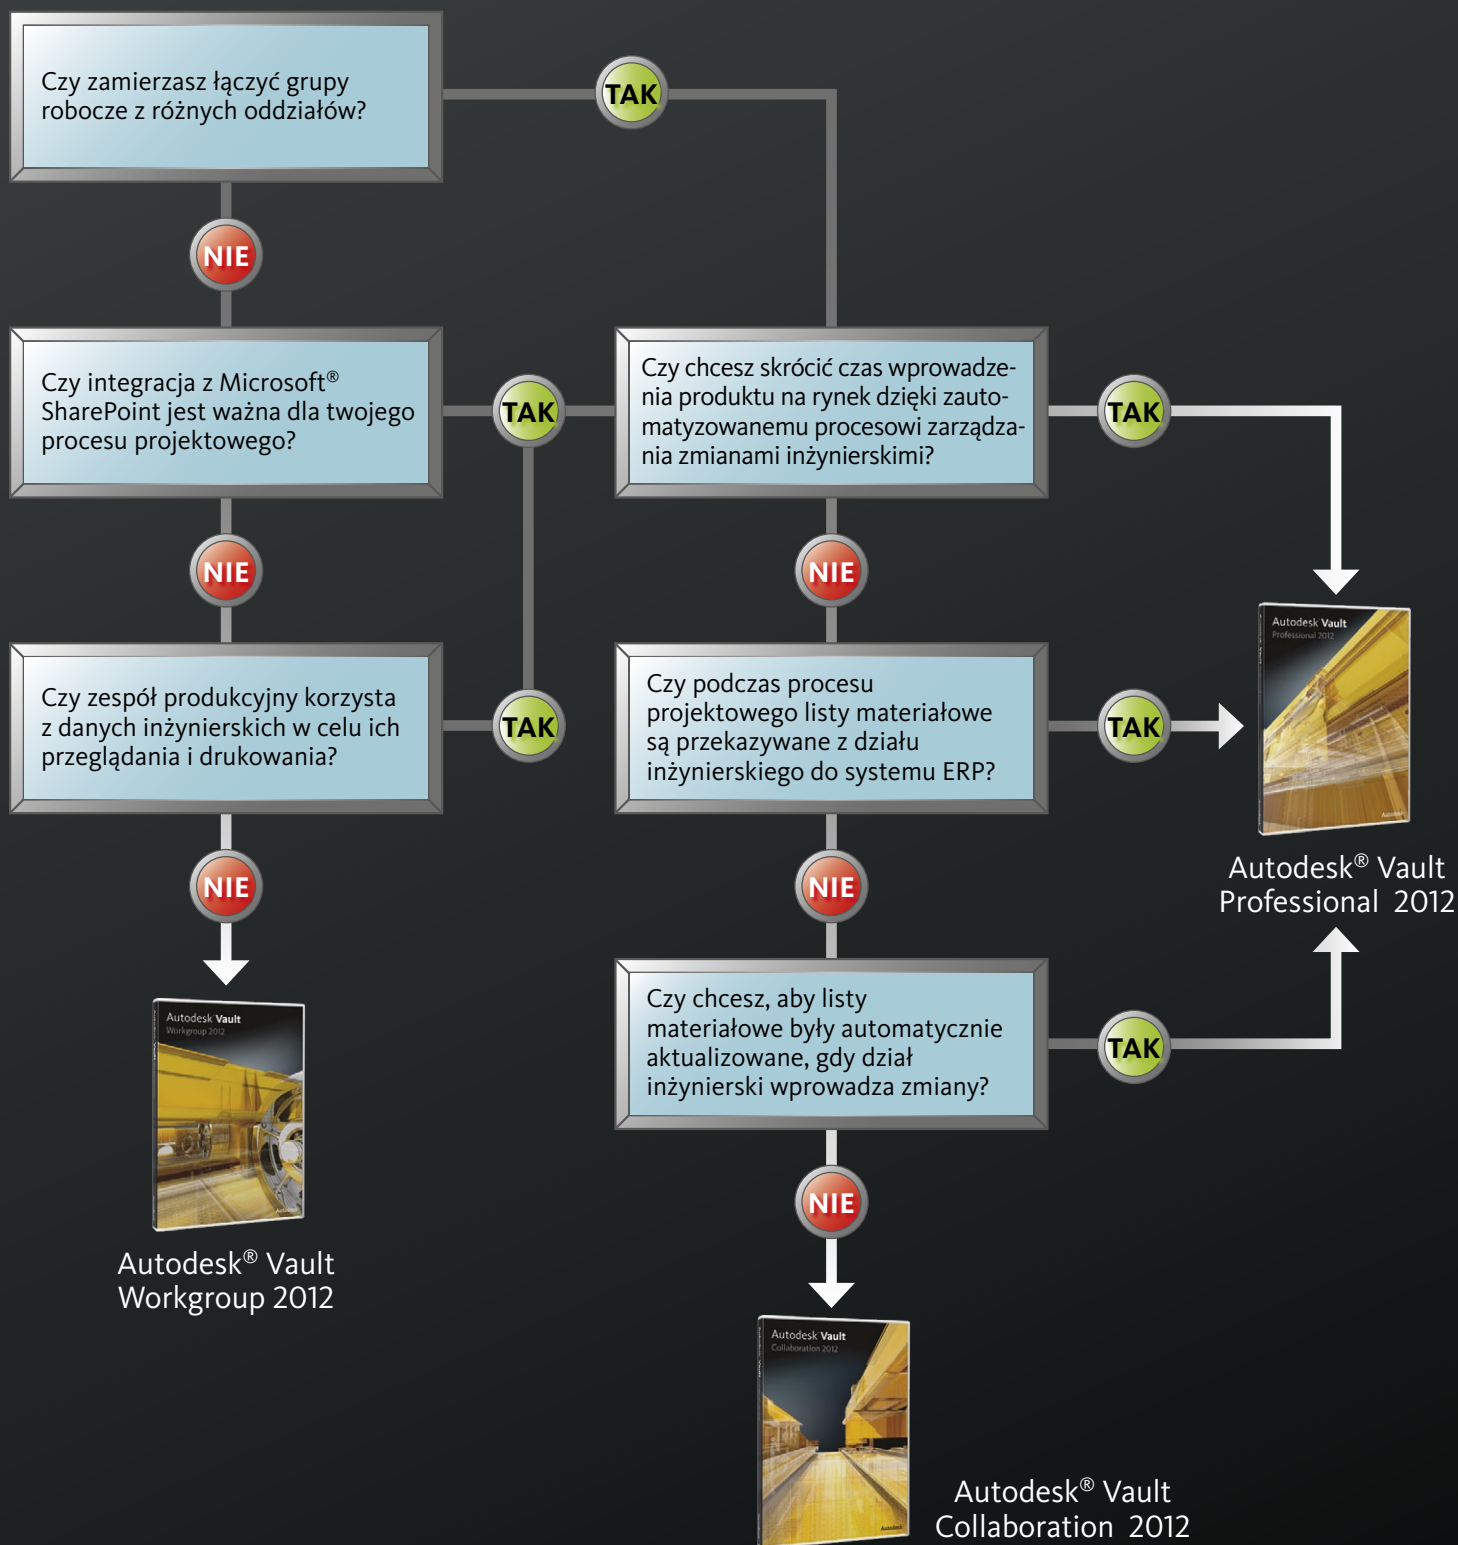 Czy zamierzasz łączyć grupy
robocze z różnych oddziałów?
TAK
NIE
Czy integracja z Microsoft®
SharePoint jest ważna dla twojego
procesu projektowego?
TAK
Czy chcesz skrócić czas wprowadze-
nia produktu na rynek dzięki zauto-
matyzowanemu procesowi zarządza-
nia zmianami inżynierskimi?
TAK
NIE
NIE
Czy zespół produkcyjny korzysta
z danych inżynierskich w celu ich
przeglądania i drukowania?
TAK
Czy podczas procesu
projektowego listy materiałowe
są przekazywane z działu
inżynierskiego do systemu ERP?
TAK
Autodesk Vault
Professional 2012
Autodesk
Autodesk® Vault
Professional 2012
NIE
NIE
Autodesk Vault
Workgroup 2012
Autodesk
Autodesk® Vault
Workgroup 2012
Czy chcesz, aby listy
materiałowe były automatycznie
aktualizowane, gdy dział
inżynierski wprowadza zmiany?
TAK
NIE
Autodesk Vault
Collaboration 2012
Autodesk
Autodesk® Vault
Collaboration 2012